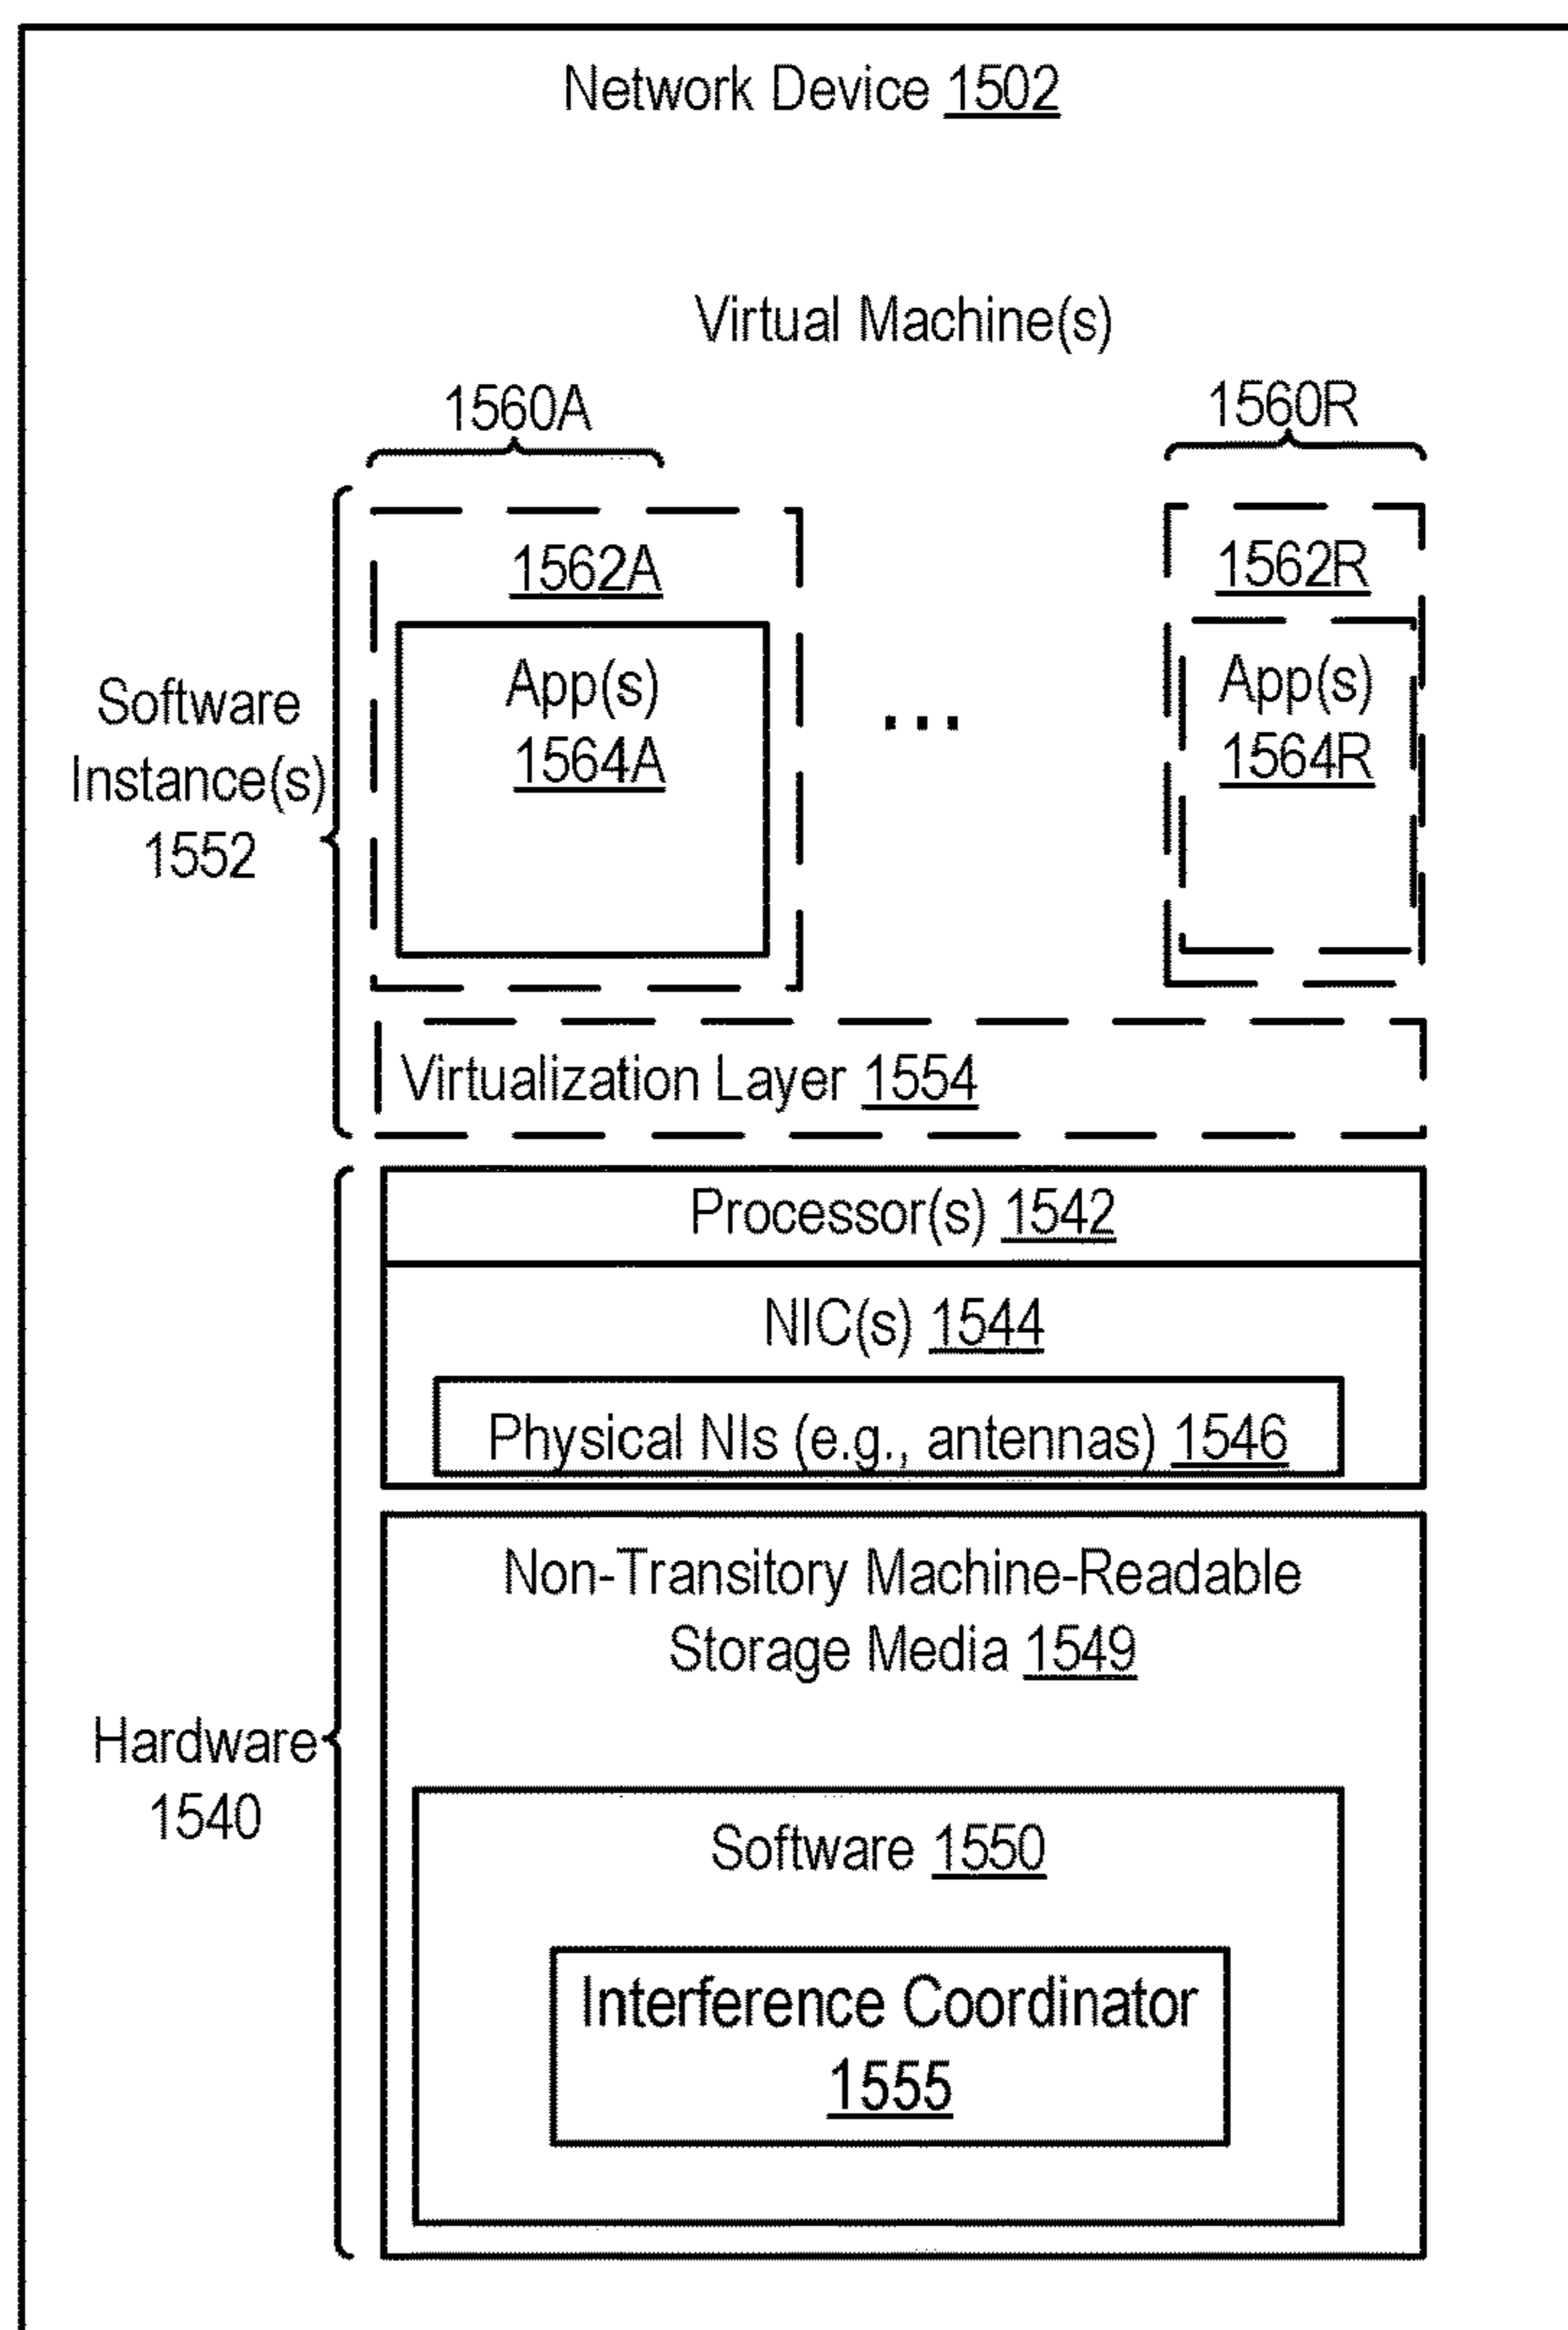 Network Device 1502
Virtual Machine(s)
1560A
1560R
1562A
1562R
App(s)
1564A
...
App(s)
1564R
Software
Instance(s)
1552
Virtualization Layer 1554
Processor(s) 1542
NIC(s) 1544
Physical NIs (e.g., antennas) 1546
Non-Transitory Machine-Readable
Storage Media 1549
Hardware
1540
Software 1550
Interference Coordinator
1555